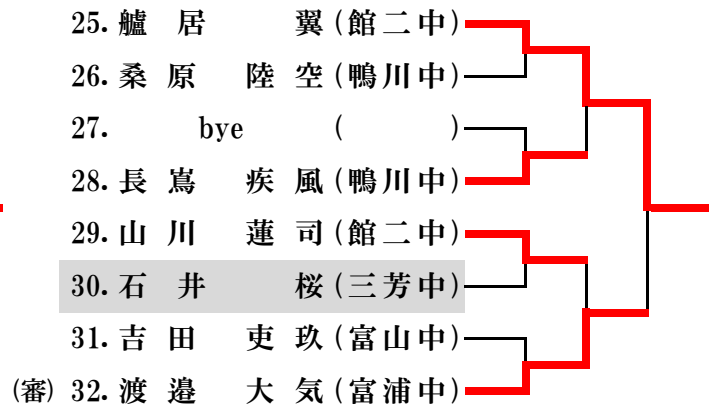 25. 艫居 翼 (館二中)
26. 桑原 陸空 (鴨川中)
27. bye ( )
28. 長嶌 疾風 (鴨川中)
29. 山川 蓮司 (館二中)
30. 石井 桜 (三芳中)
31. 吉田 吏玖 (富山中)
(審) 32. 渡邉 大気 (富浦中)